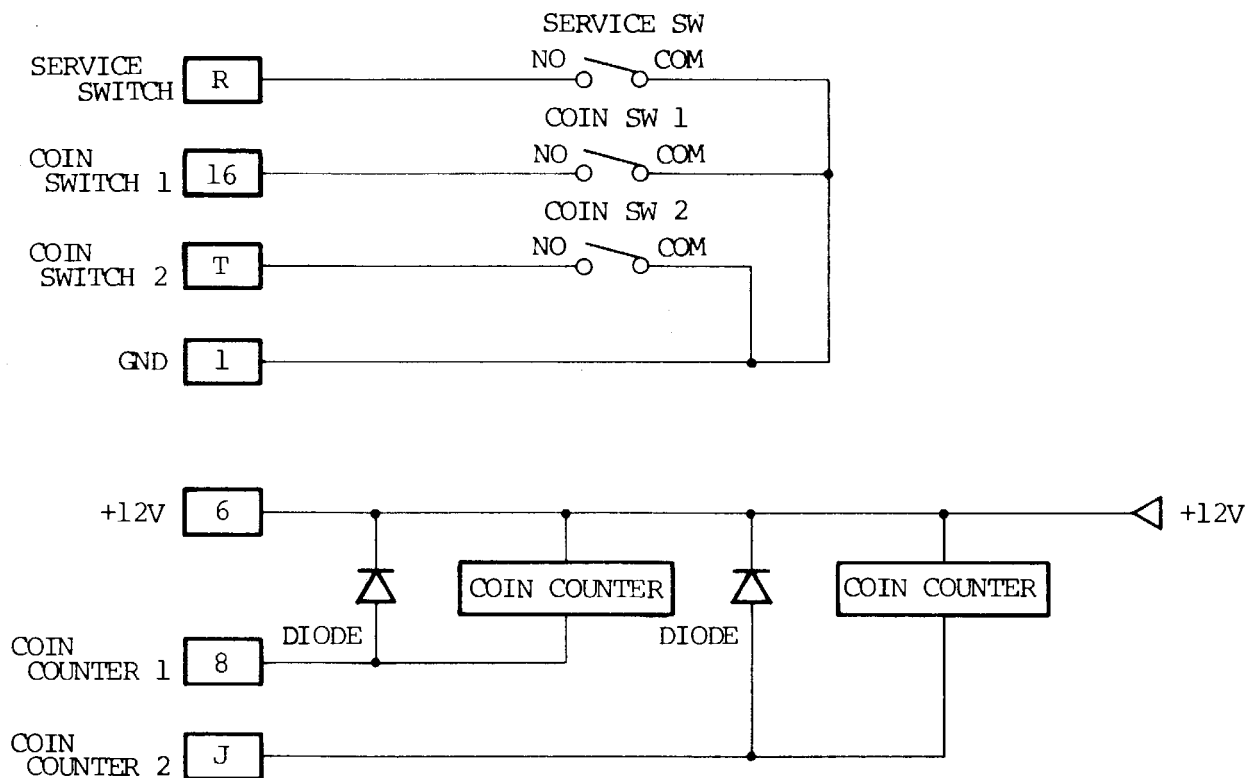 SERVICE SW
SERVICE
SWITCH
R
NO
COM
COIN SW 1
COIN
SWITCH 1
16
NO
COM
COIN SW 2
COIN
SWITCH 2
T
NO
COM
GND
1
+12V
6
+12V
COIN COUNTER
COIN COUNTER
DIODE
DIODE
COIN
COUNTER 1
8
COIN
COUNTER 2
J